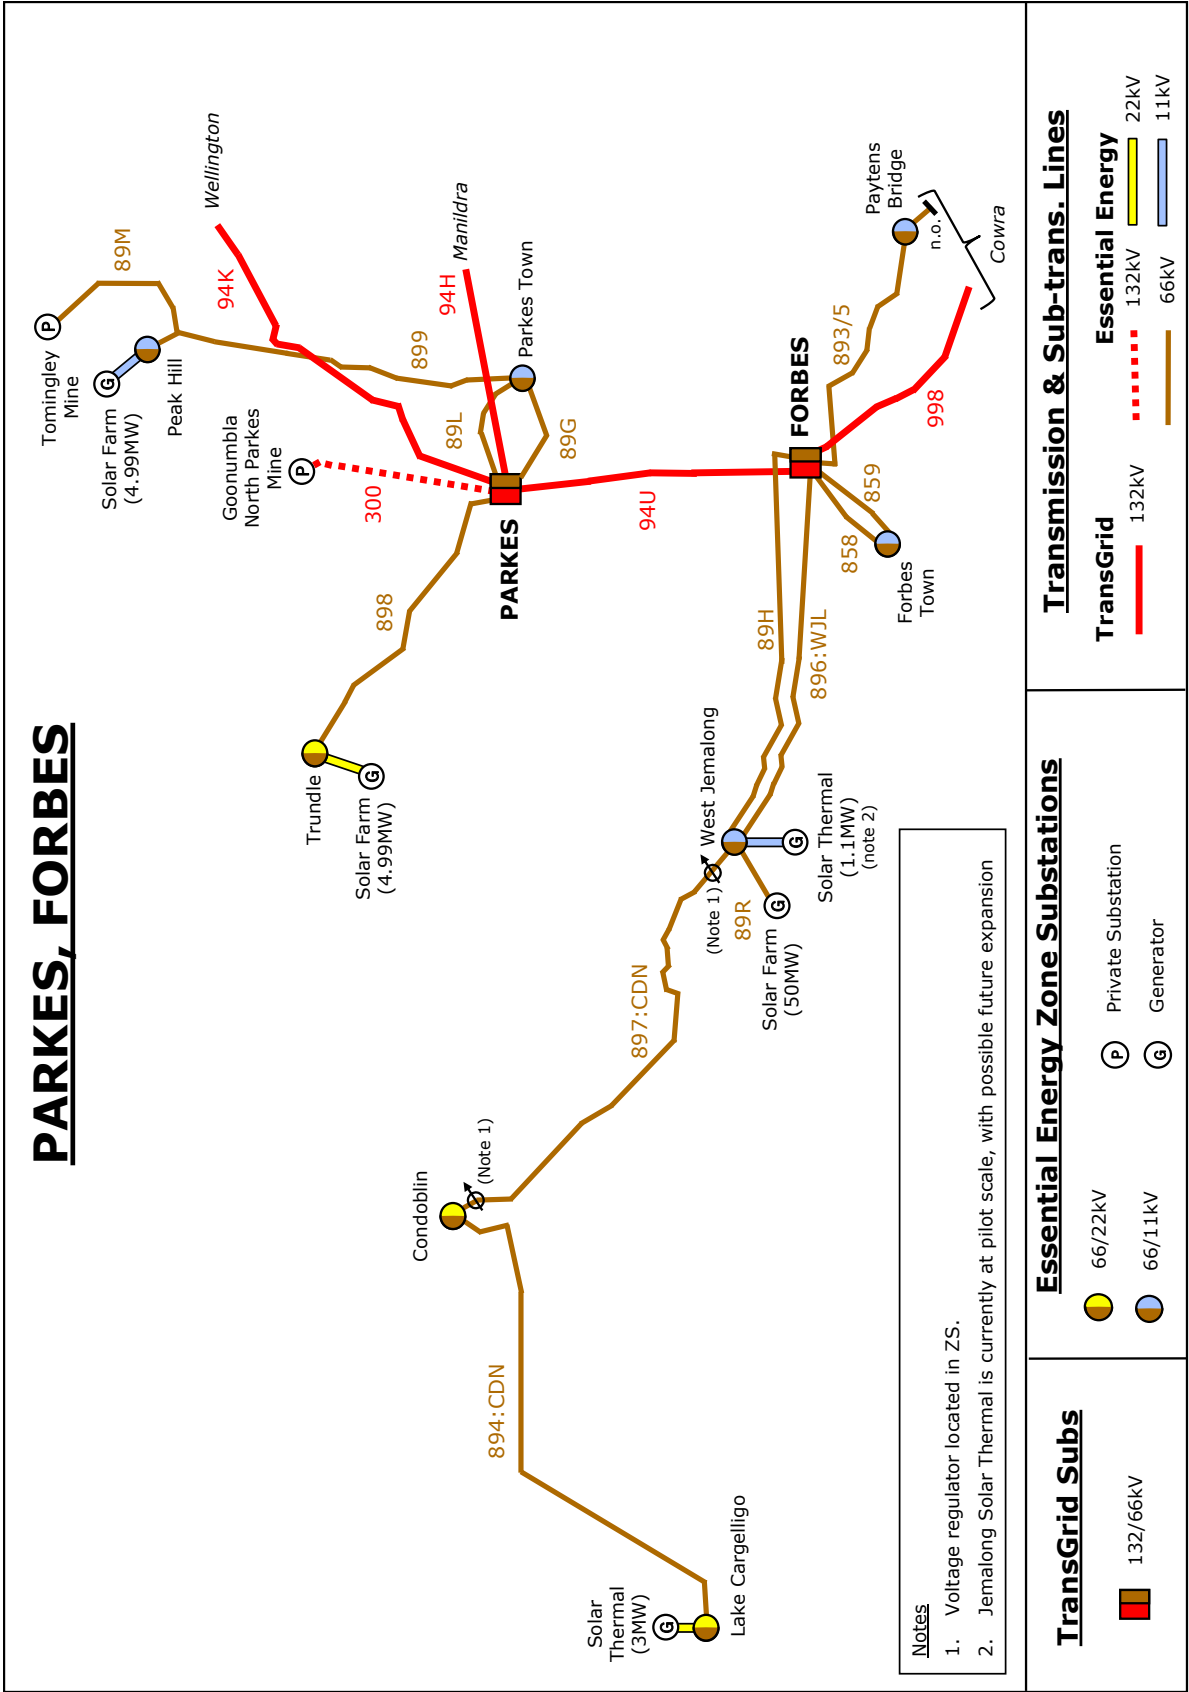 PARKES, FORBES
Tomingley
Mine
89M
Solar Farm
(4.99MW)
Peak Hill
Wellington
94K
Manildra
94H
899
Parkes Town
Goonumbla
North Parkes
Mine
300
89L
89G
PARKES
898
Trundle
Solar Farm
(4.99MW)
94U
FORBES
893/5
Paytens
Bridge
n.o.
Cowra
998
859
858
Forbes
Town
89H
896:WJL
West Jemalong
(Note 1)
89R
Solar Farm
(50MW)
Solar Thermal
(1.1MW)
(note 2)
897:CDN
Condoblin
(Note 1)
894:CDN
Solar
Thermal
(3MW)
Lake Cargelligo
P
G
P
G
G
G
G
Notes
1. Voltage regulator located in ZS.
2. Jemalong Solar Thermal is currently at pilot scale, with possible future expansion
TransGrid Subs
132/66kV
Essential Energy Zone Substations
66/22kV
66/11kV
P Private Substation
G Generator
Transmission & Sub-trans. Lines
TransGrid
132kV
Essential Energy
132kV
22kV
66kV
11kV